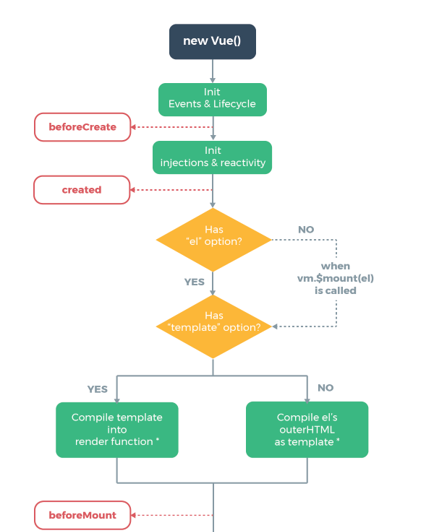 new Vue()
Init
Events & Lifecycle
beforeCreate
Init
injections & reactivity
created
Has
"el" option?
NO
when
vm.$mount(el)
is called
YES
Has
"template" option?
YES
NO
Compile template
into
render function *
Compile el's
outerHTML
as template *
beforeMount